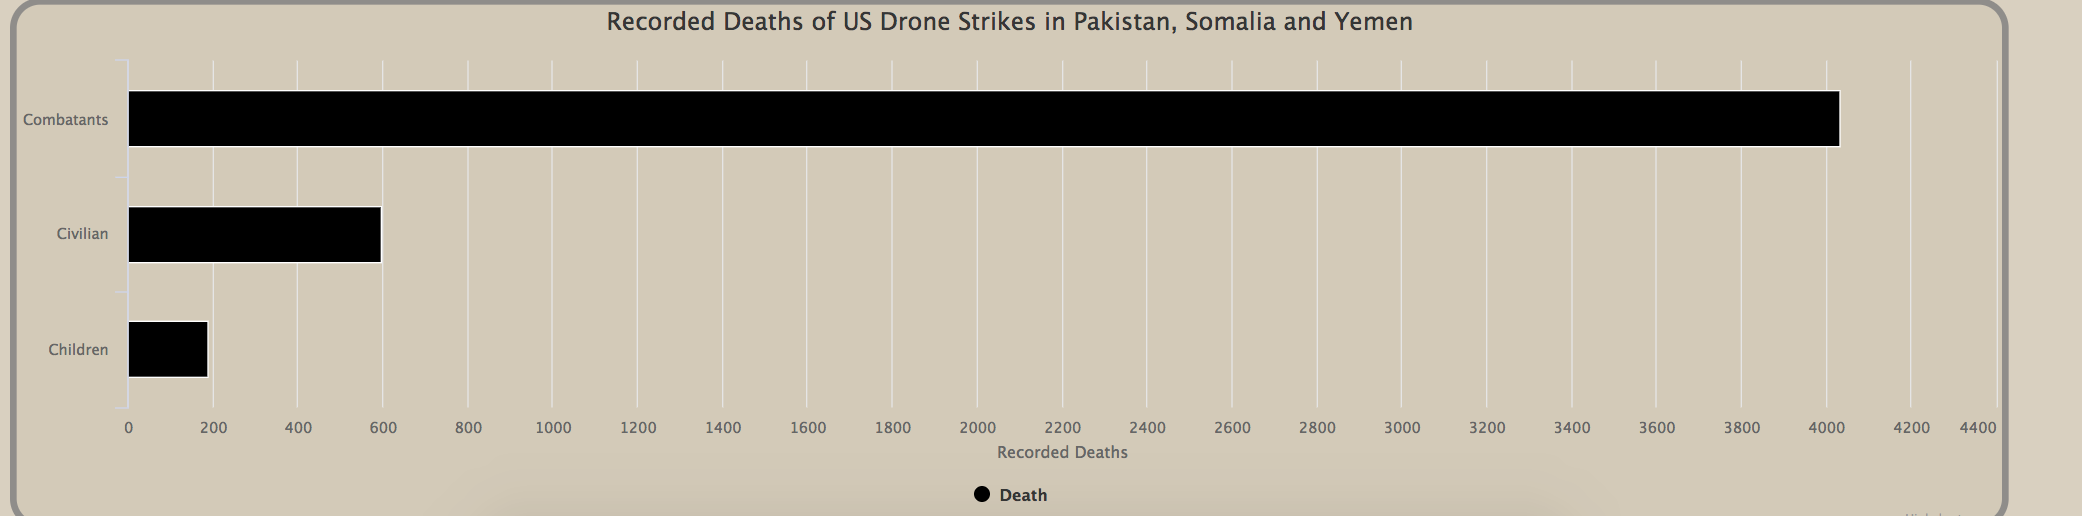 Recorded Deaths of US Drone Strikes in Pakistan, Somalia and Yemen
Combatants
Civilian
Children
0 200 400 600 800 1000 1200 1400 1600 1800 2000 2200 2400 2600 2800 3000 3200 3400 3600 3800 4000 4200 4400
Recorded Deaths
Death